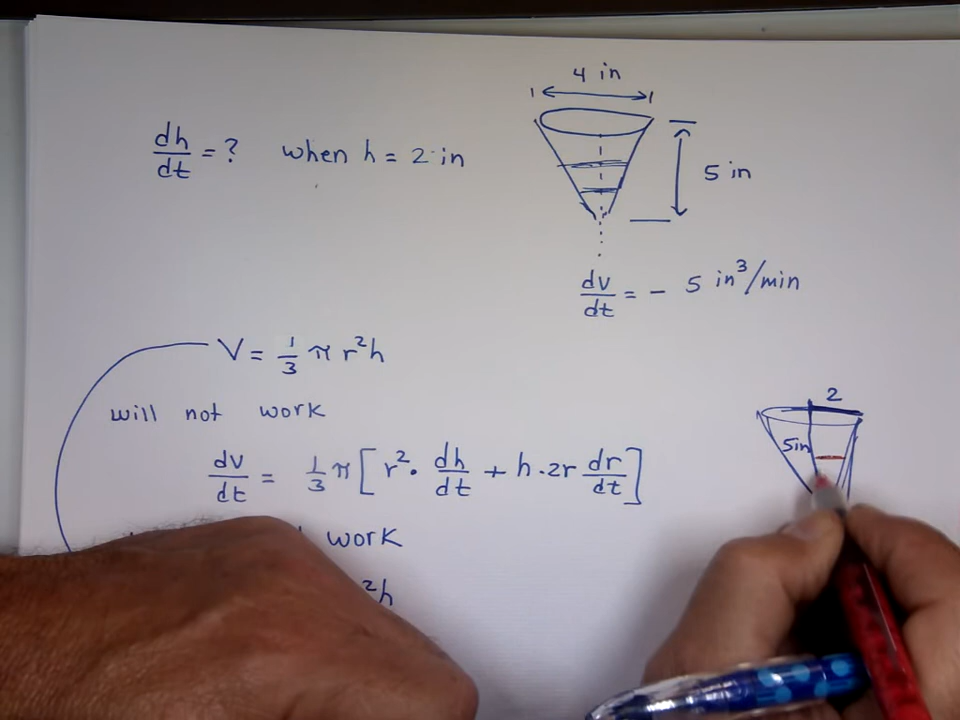 4 in
dh/dt = ? when h = 2 in
5 in
dv/dt = - 5 in³/min
V = 1/3 π r²h
will not work
2
5in
dv/dt = 1/3 π [ r² · dh/dt + h · 2r dr/dt ]
work
²h